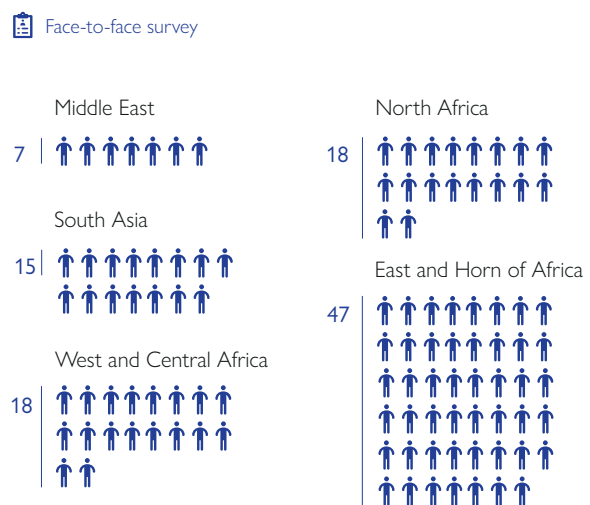 Face-to-face survey
Middle East
7
South Asia
15
West and Central Africa
18
North Africa
18
East and Horn of Africa
47